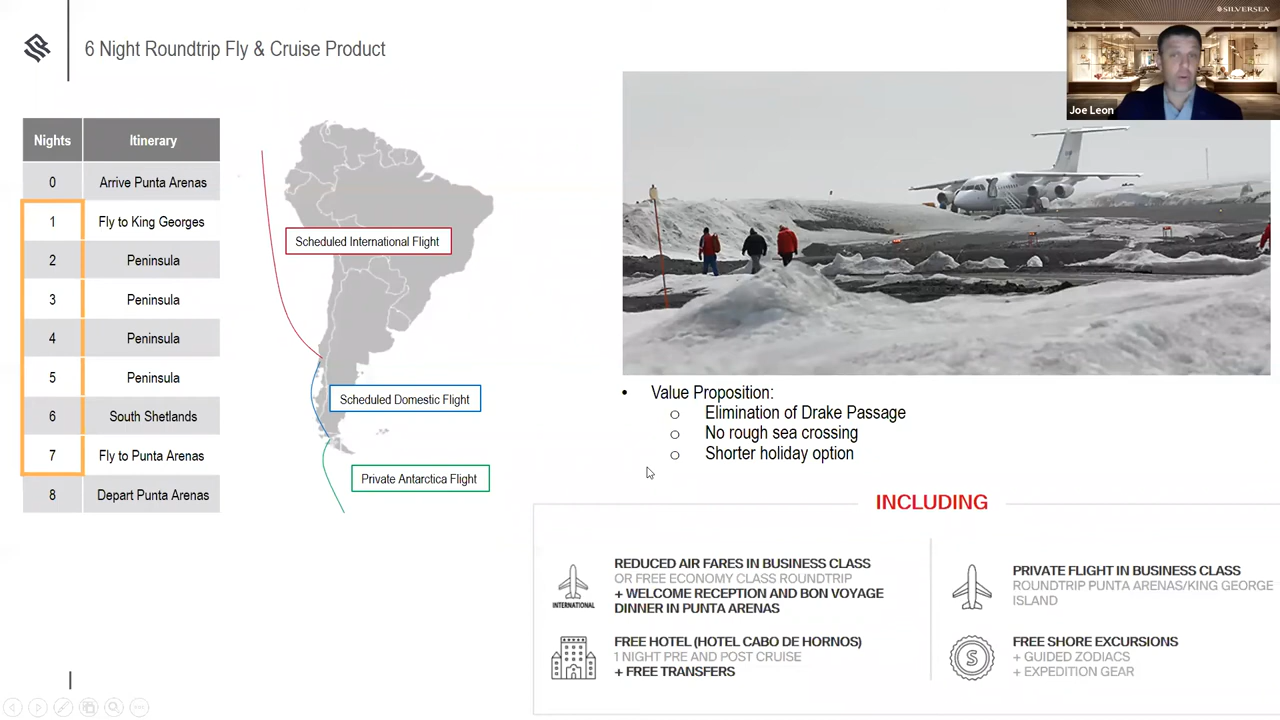 6 Night Roundtrip Fly & Cruise Product
SILVERSEA
Joe Leon
Nights Itinerary
0 Arrive Punta Arenas
1 Fly to King Georges
2 Peninsula
3 Peninsula
4 Peninsula
5 Peninsula
6 South Shetlands
7 Fly to Punta Arenas
8 Depart Punta Arenas
Scheduled International Flight
Scheduled Domestic Flight
Private Antarctica Flight
• Value Proposition:
o Elimination of Drake Passage
o No rough sea crossing
o Shorter holiday option
INCLUDING
INTERNATIONAL
REDUCED AIR FARES IN BUSINESS CLASS
OR FREE ECONOMY CLASS ROUNDTRIP
+ WELCOME RECEPTION AND BON VOYAGE
DINNER IN PUNTA ARENAS
PRIVATE FLIGHT IN BUSINESS CLASS
ROUNDTRIP PUNTA ARENAS/KING GEORGE
ISLAND
FREE HOTEL (HOTEL CABO DE HORNOS)
1 NIGHT PRE AND POST CRUISE
+ FREE TRANSFERS
S
FREE SHORE EXCURSIONS
+ GUIDED ZODIACS
+ EXPEDITION GEAR